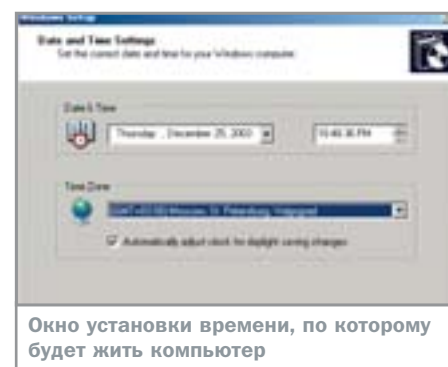 Windows Setup
Date and Time Settings
Set the correct date and time for your Windows computer.
Date & Time
Thursday , December 25, 2003
10:48:36 PM
Time Zone
(GMT+03:00) Moscow, St. Petersburg, Volgograd
Automatically adjust clock for daylight saving changes
Окно установки времени, по которому
будет жить компьютер